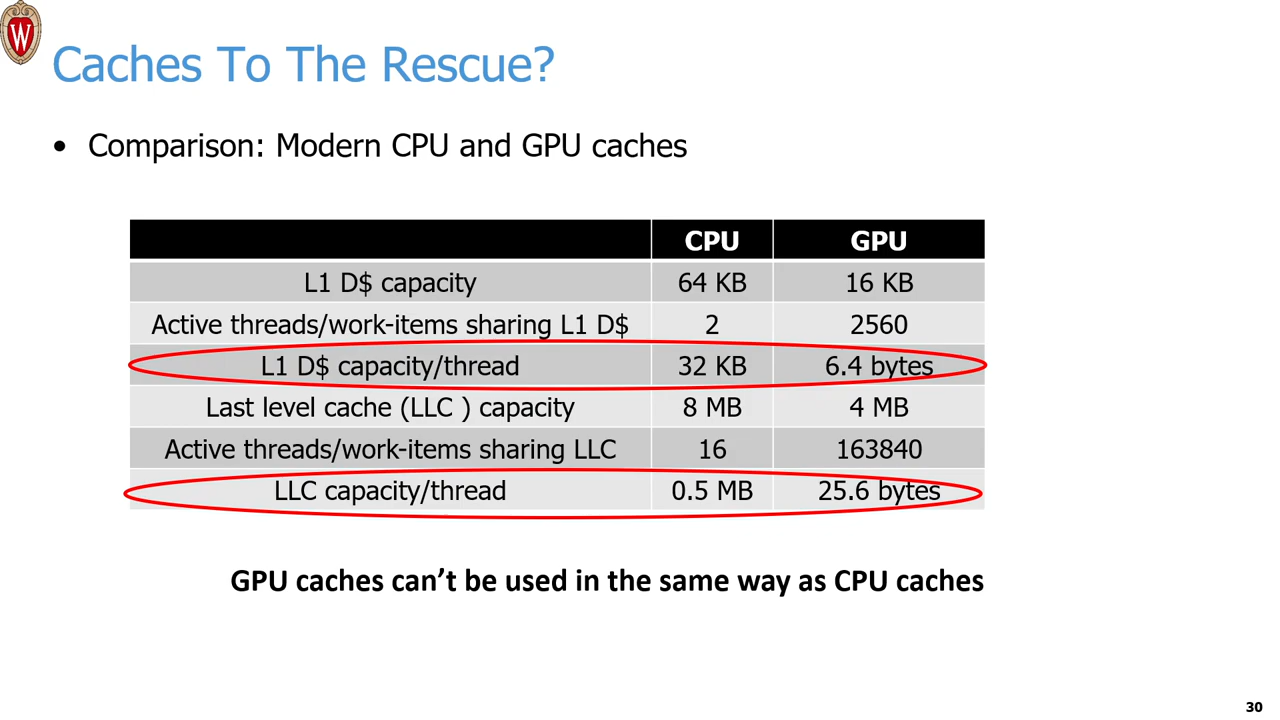 W
Caches To The Rescue?
• Comparison: Modern CPU and GPU caches
CPU GPU
L1 D$ capacity 64 KB 16 KB
Active threads/work-items sharing L1 D$ 2 2560
L1 D$ capacity/thread 32 KB 6.4 bytes
Last level cache (LLC ) capacity 8 MB 4 MB
Active threads/work-items sharing LLC 16 163840
LLC capacity/thread 0.5 MB 25.6 bytes
GPU caches can’t be used in the same way as CPU caches
30